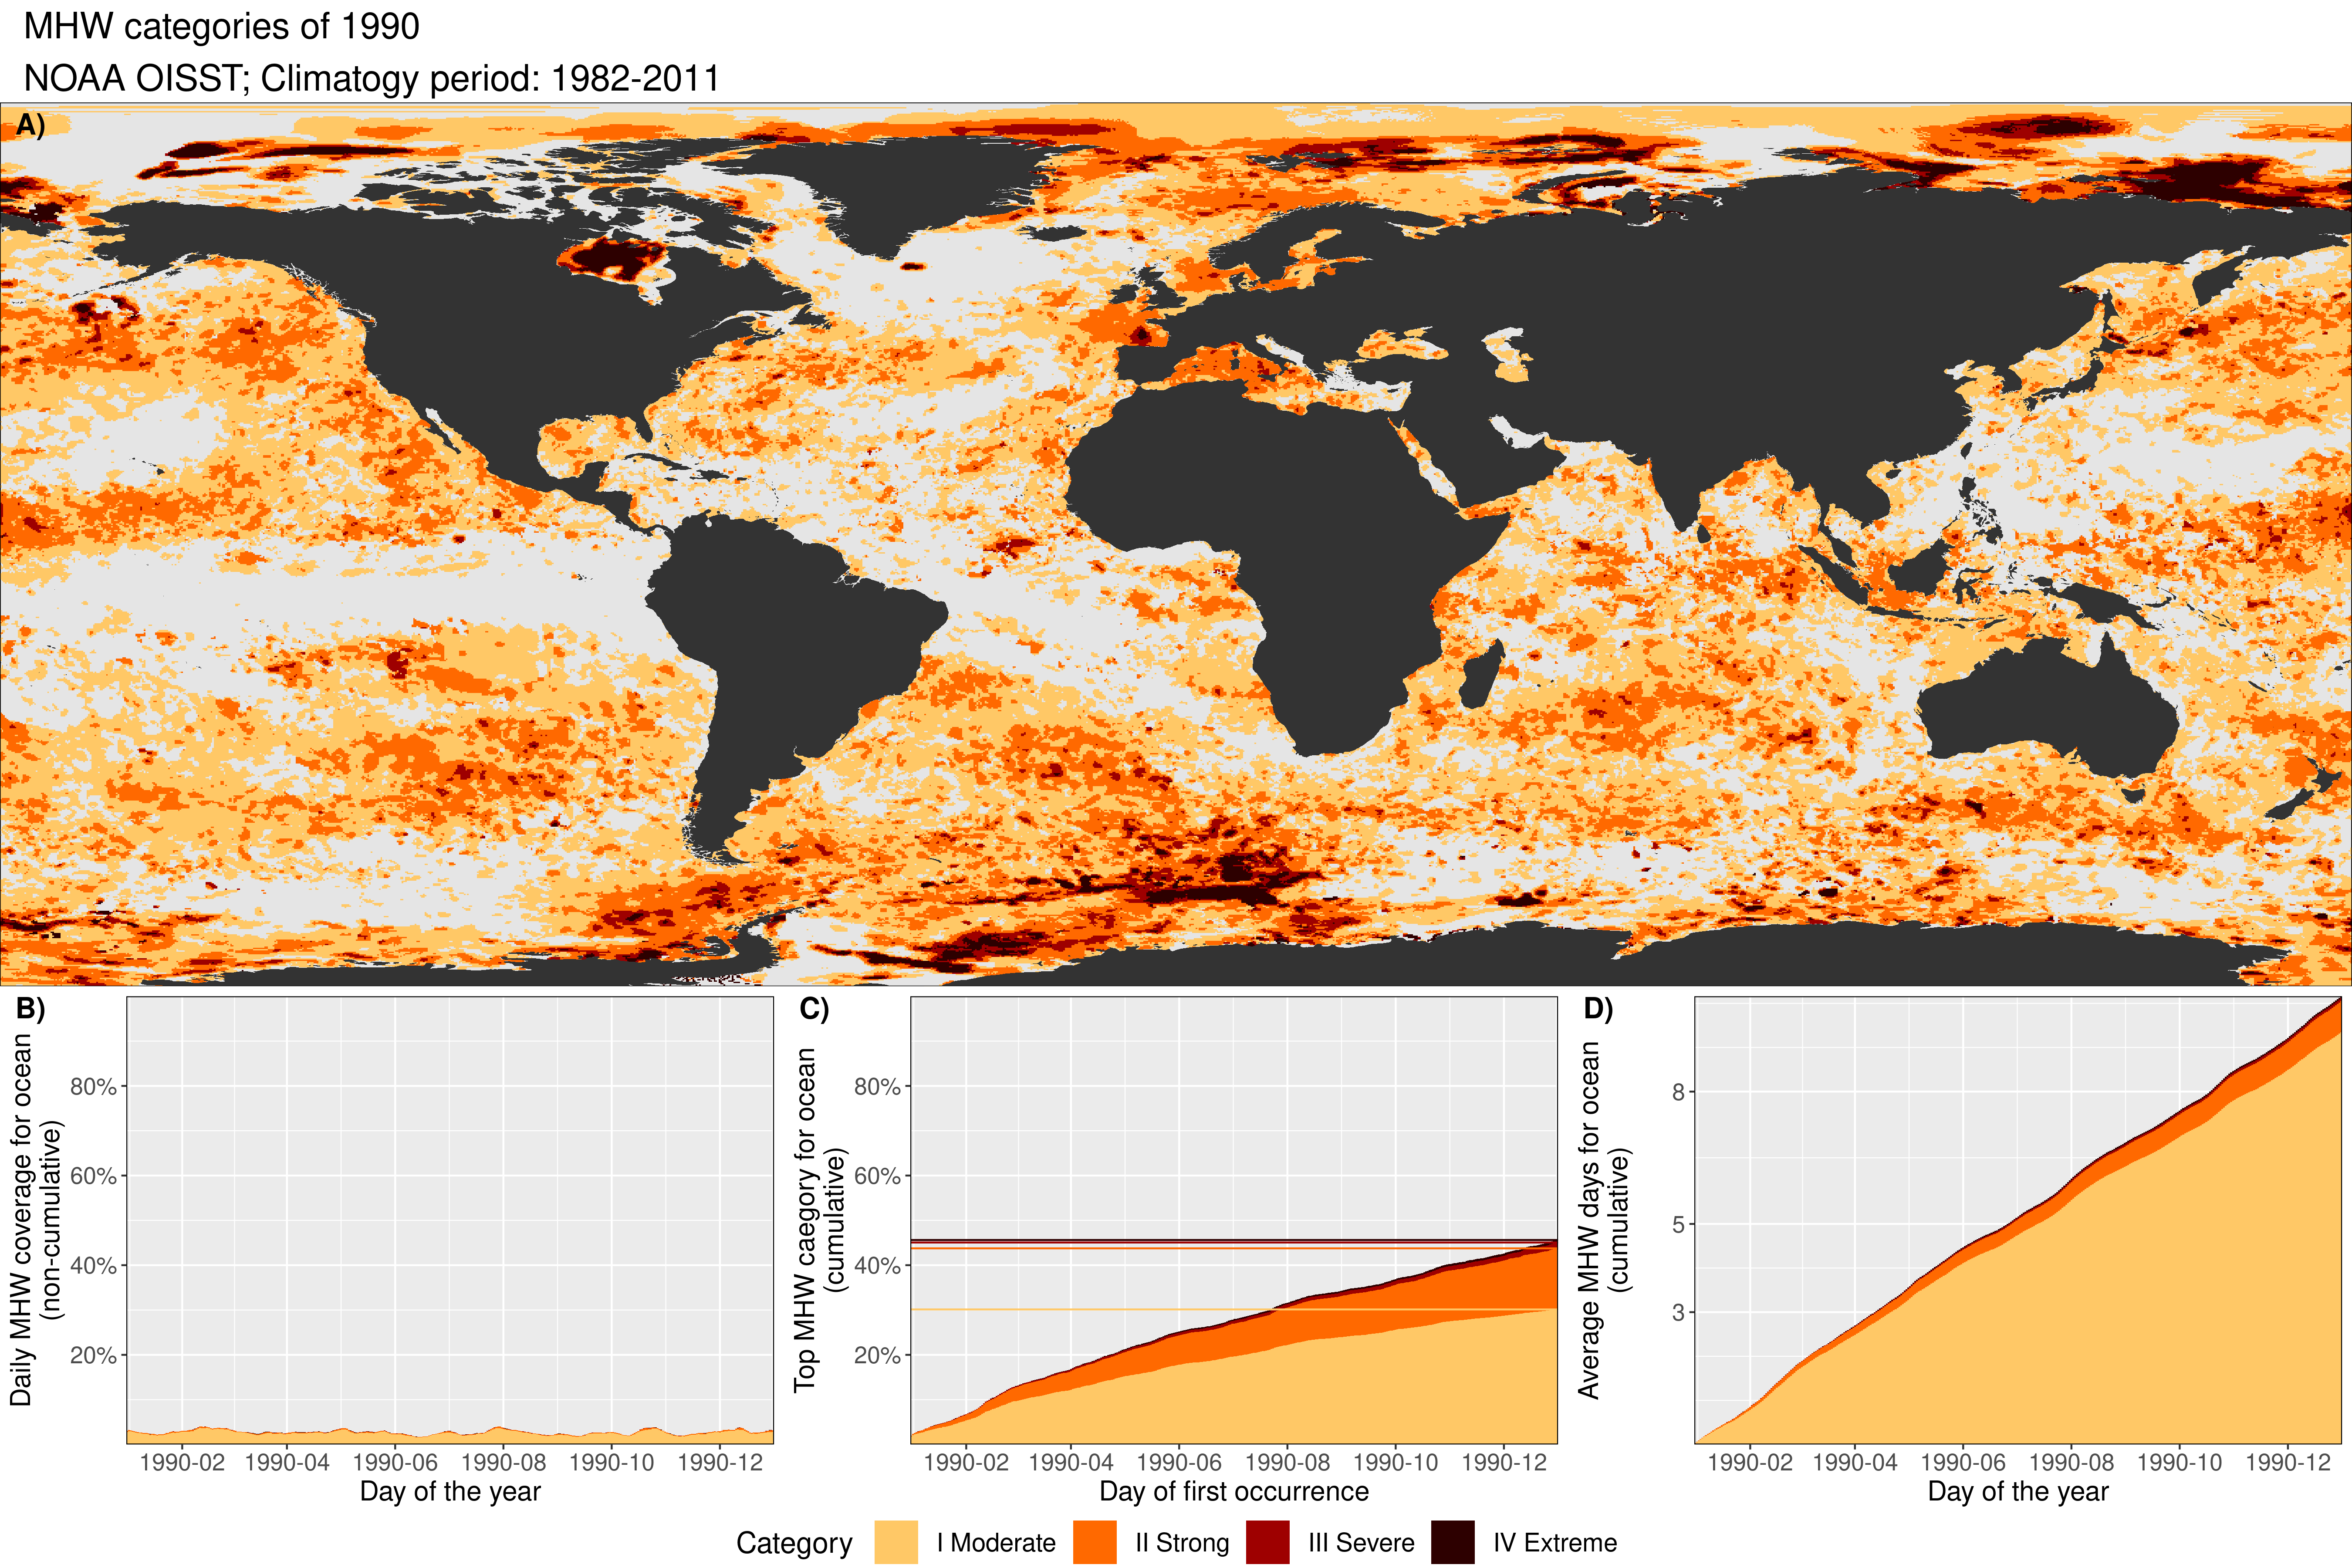 MHW categories of 1990
NOAA OISST; Climatogy period: 1982-2011
A)
B)
Daily MHW coverage for ocean
(non-cumulative)
80%
60%
40%
20%
1990-02 1990-04 1990-06 1990-08 1990-10 1990-12
Day of the year
C)
Top MHW category for ocean
(cumulative)
80%
60%
40%
20%
1990-02 1990-04 1990-06 1990-08 1990-10 1990-12
Day of first occurrence
D)
Average MHW days for ocean
(cumulative)
8
5
3
1990-02 1990-04 1990-06 1990-08 1990-10 1990-12
Day of the year
Category I Moderate II Strong III Severe IV Extreme